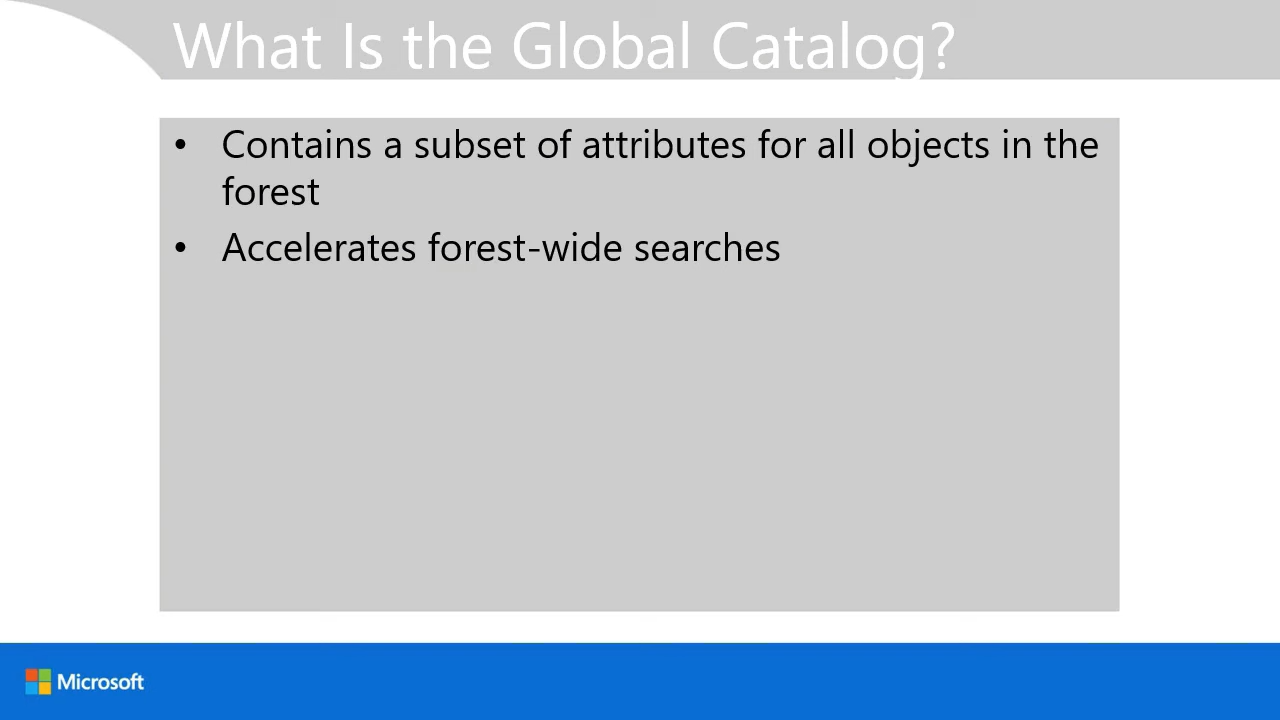 What Is the Global Catalog?
• Contains a subset of attributes for all objects in the
forest
• Accelerates forest-wide searches
Microsoft